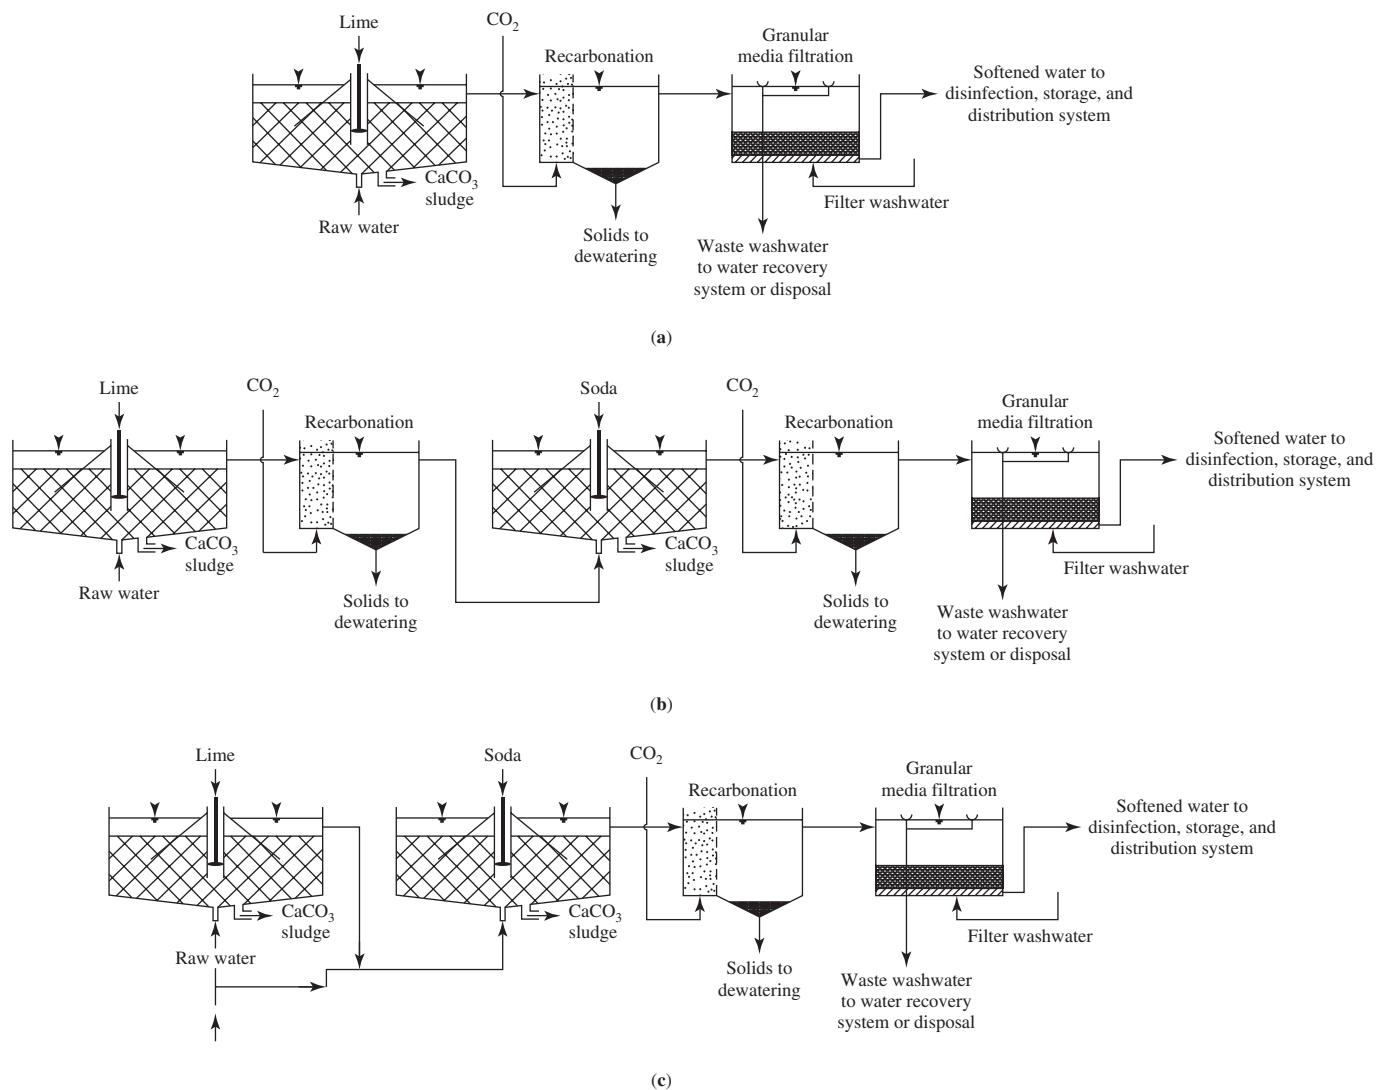 Lime
CO2
Recarbonation
Granular
media filtration
Softened water to
disinfection, storage, and
distribution system
CaCO3
sludge
Raw water
Filter washwater
Solids to
dewatering
Waste washwater
to water recovery
system or disposal
(a)
Lime
CO2
Recarbonation
Soda
CO2
Recarbonation
Granular
media filtration
Softened water to
disinfection, storage, and
distribution system
CaCO3
sludge
Raw water
Solids to
dewatering
CaCO3
sludge
Solids to
dewatering
Filter washwater
Waste washwater
to water recovery
system or disposal
(b)
Lime
Soda
CO2
Recarbonation
Granular
media filtration
Softened water to
disinfection, storage, and
distribution system
CaCO3
sludge
Raw water
CaCO3
sludge
Solids to
dewatering
Filter washwater
Waste washwater
to water recovery
system or disposal
(c)